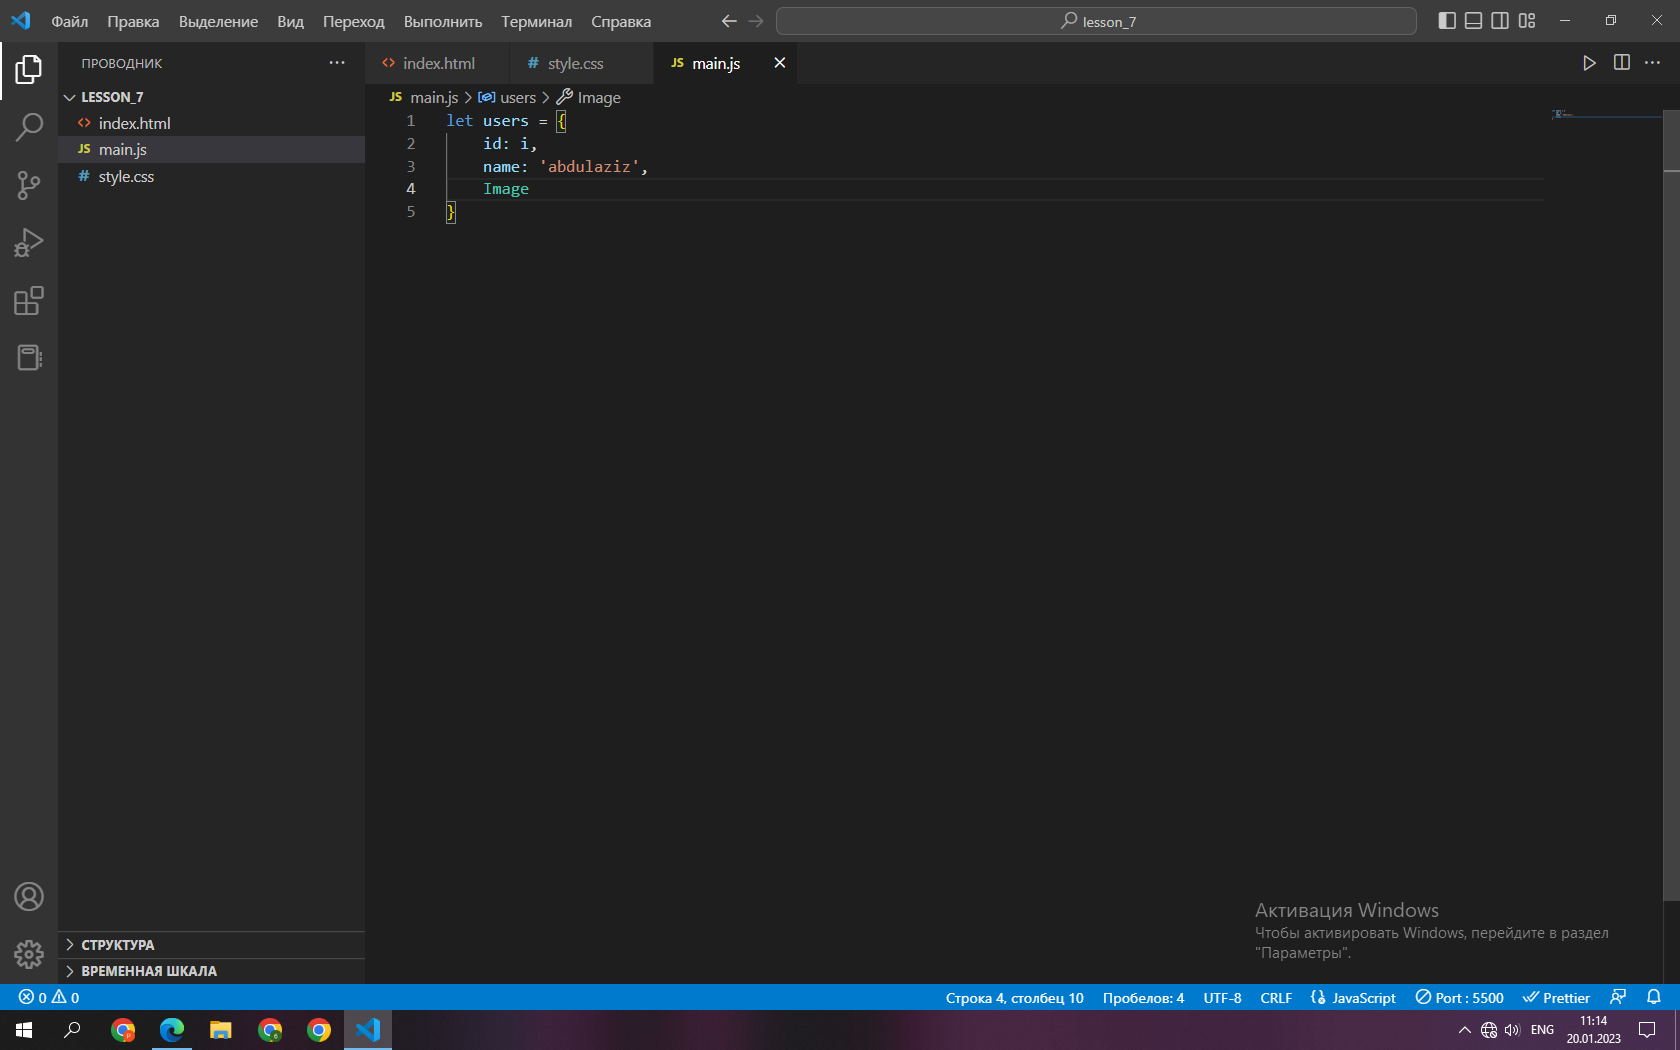 Файл Правка Выделение Вид Переход Выполнить Терминал Справка lesson_7
ПРОВОДНИК
index.html style.css main.js
LESSON_7
index.html
main.js
style.css
main.js users Image
1 let users = {
2 id: i,
3 name: 'abdulaziz',
4 Image
5 }
СТРУКТУРА
ВРЕМЕННАЯ ШКАЛА
Активация Windows
Чтобы активировать Windows, перейдите в раздел
"Параметры".
0 0 Строка 4, столбец 10 Пробелов: 4 UTF-8 CRLF JavaScript Port : 5500 Prettier
ENG 11:14
20.01.2023